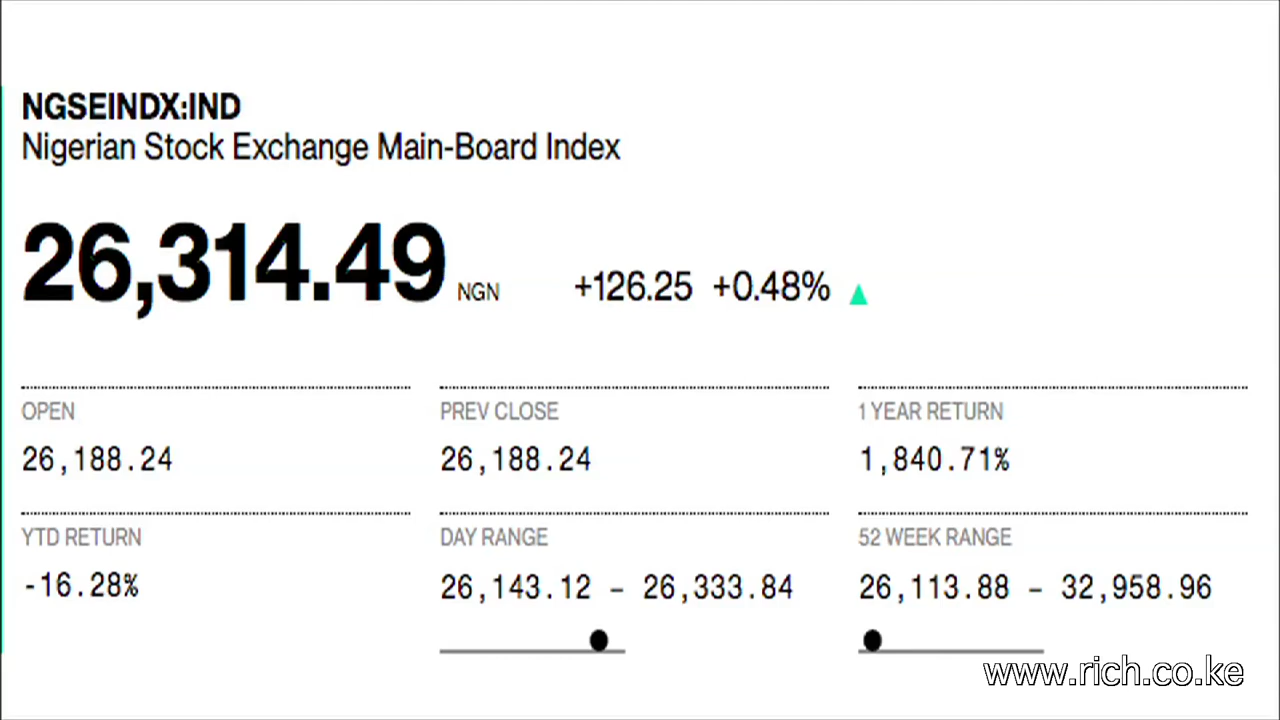 NGSEINDX:IND
Nigerian Stock Exchange Main-Board Index
26,314.49 NGN +126.25 +0.48%
OPEN PREV CLOSE 1 YEAR RETURN
26,188.24 26,188.24 1,840.71%
YTD RETURN DAY RANGE 52 WEEK RANGE
-16.28% 26,143.12 – 26,333.84 26,113.88 – 32,958.96
www.rich.co.ke